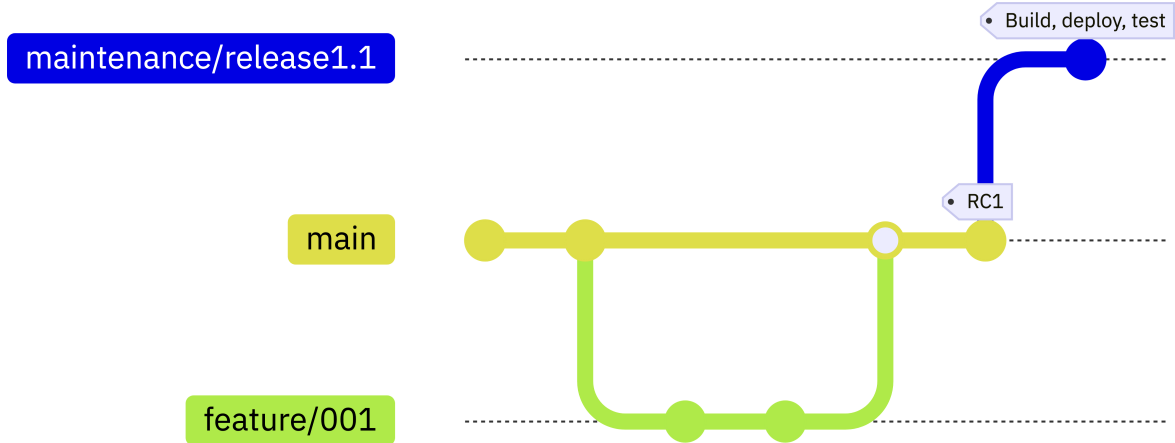 Build, deploy, test
maintenance/release1.1
RC1
main
feature/001